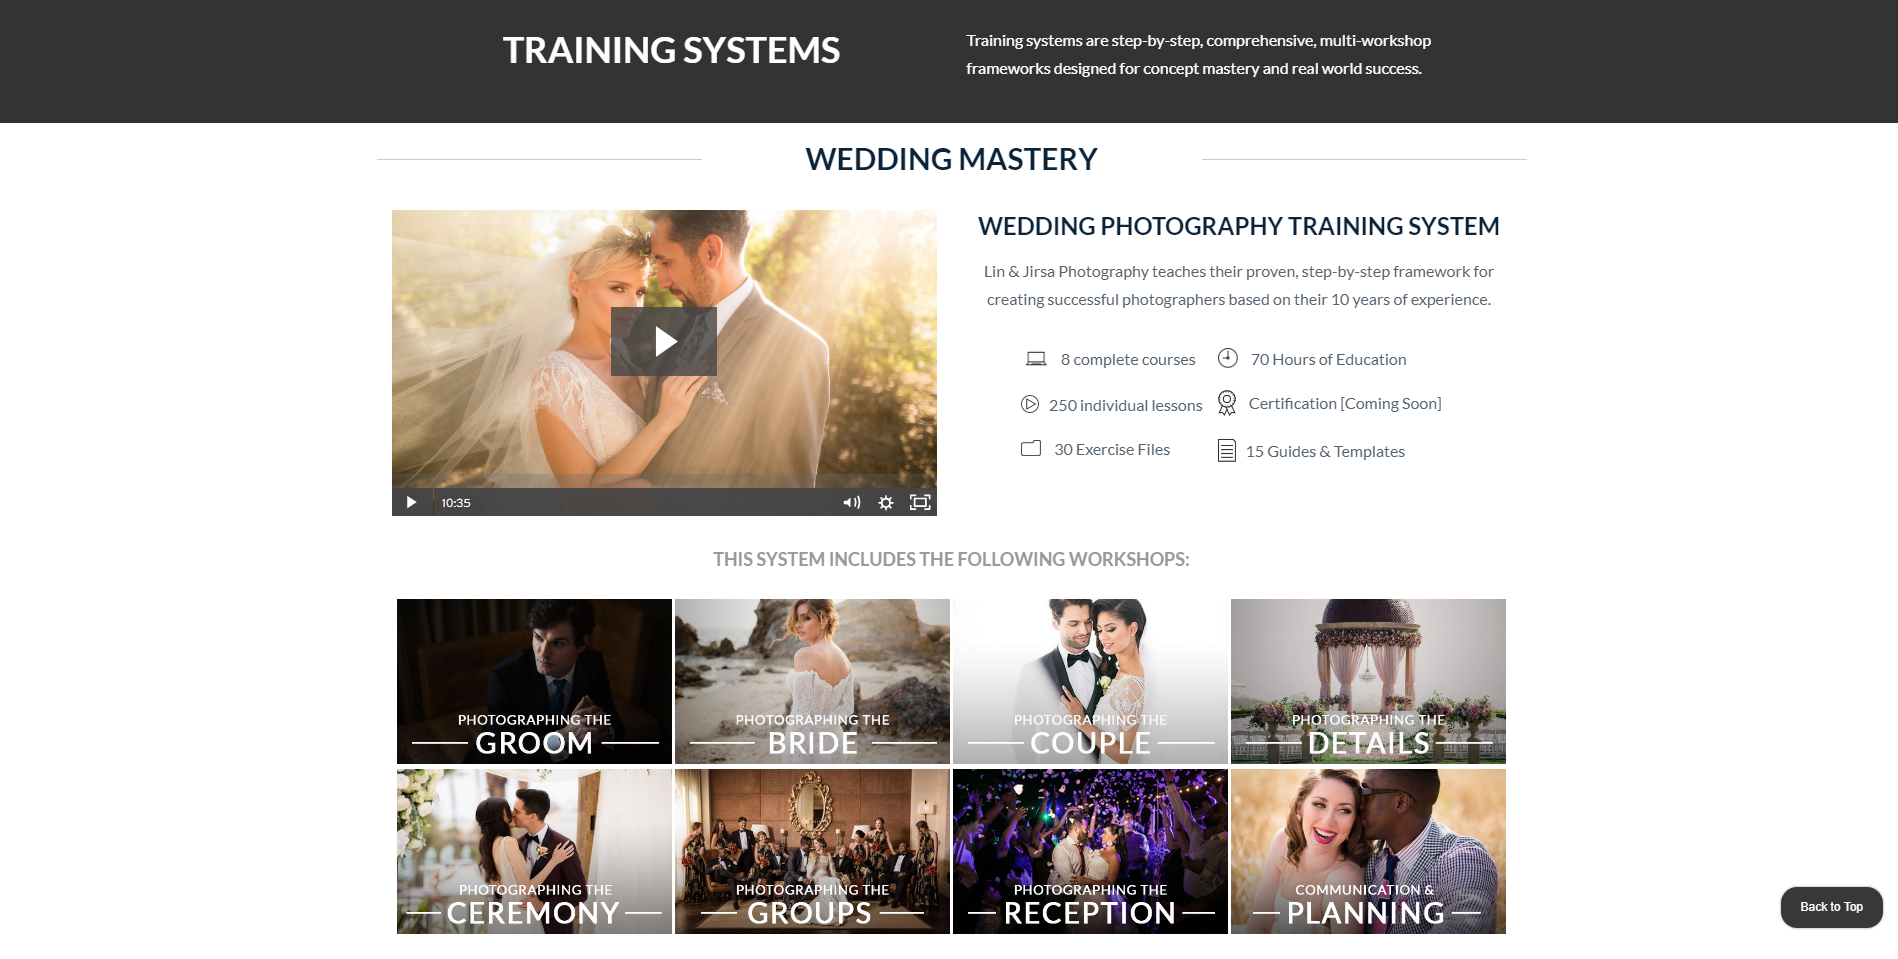 TRAINING SYSTEMS
Training systems are step-by-step, comprehensive, multi-workshop
frameworks designed for concept mastery and real world success.
WEDDING MASTERY
10:35
WEDDING PHOTOGRAPHY TRAINING SYSTEM
Lin & Jirsa Photography teaches their proven, step-by-step framework for
creating successful photographers based on their 10 years of experience.
8 complete courses
70 Hours of Education
250 individual lessons
Certification [Coming Soon]
30 Exercise Files
15 Guides & Templates
THIS SYSTEM INCLUDES THE FOLLOWING WORKSHOPS:
PHOTOGRAPHING THE
GROOM
PHOTOGRAPHING THE
BRIDE
PHOTOGRAPHING THE
COUPLE
PHOTOGRAPHING THE
DETAILS
PHOTOGRAPHING THE
CEREMONY
PHOTOGRAPHING THE
GROUPS
PHOTOGRAPHING THE
RECEPTION
COMMUNICATION &
PLANNING
Back to Top